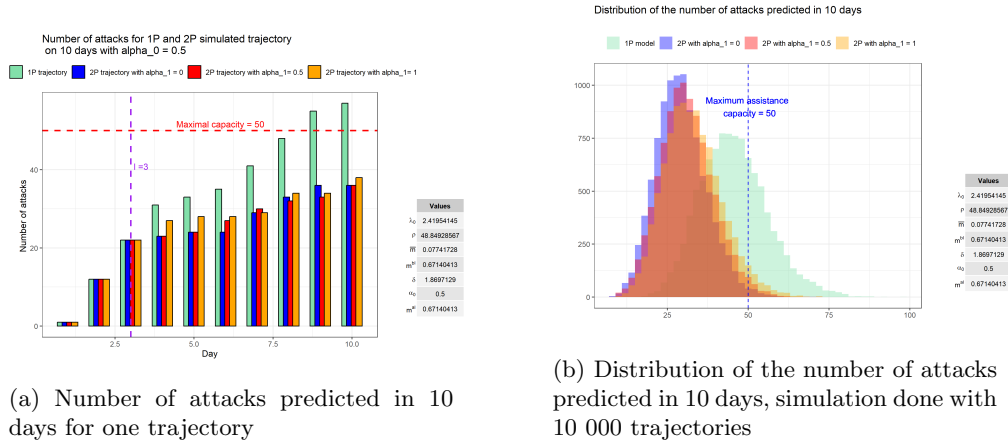 Number of attacks for 1P and 2P simulated trajectory
on 10 days with alpha_0 = 0.5
1P trajectory 2P trajectory with alpha_1 = 0 2P trajectory with alpha_1= 0.5 2P trajectory with alpha_1= 1
Number of attacks
40
20
0
Maximal capacity = 50
l =3
2.5 5.0 7.5 10.0
Day
Values
λ₀ 2.41954145
ρ 48.84928567
m̅ 0.07741728
mᵇˡ 0.67140413
δ 1.8697129
α₀ 0.5
mᵃˡ 0.67140413
(a) Number of attacks predicted in 10
days for one trajectory
Distribution of the number of attacks predicted in 10 days
1P model 2P with alpha_1 = 0 2P with alpha_1 = 0.5 2P with alpha_1 = 1
1000
750
500
250
0
Maximum assistance
capacity = 50
0 25 50 75 100
Values
λ₀ 2.41954145
ρ 48.84928567
m̅ 0.07741728
mᵇˡ 0.67140413
δ 1.8697129
α₀ 0.5
mᵃˡ 0.67140413
(b) Distribution of the number of attacks
predicted in 10 days, simulation done with
10 000 trajectories